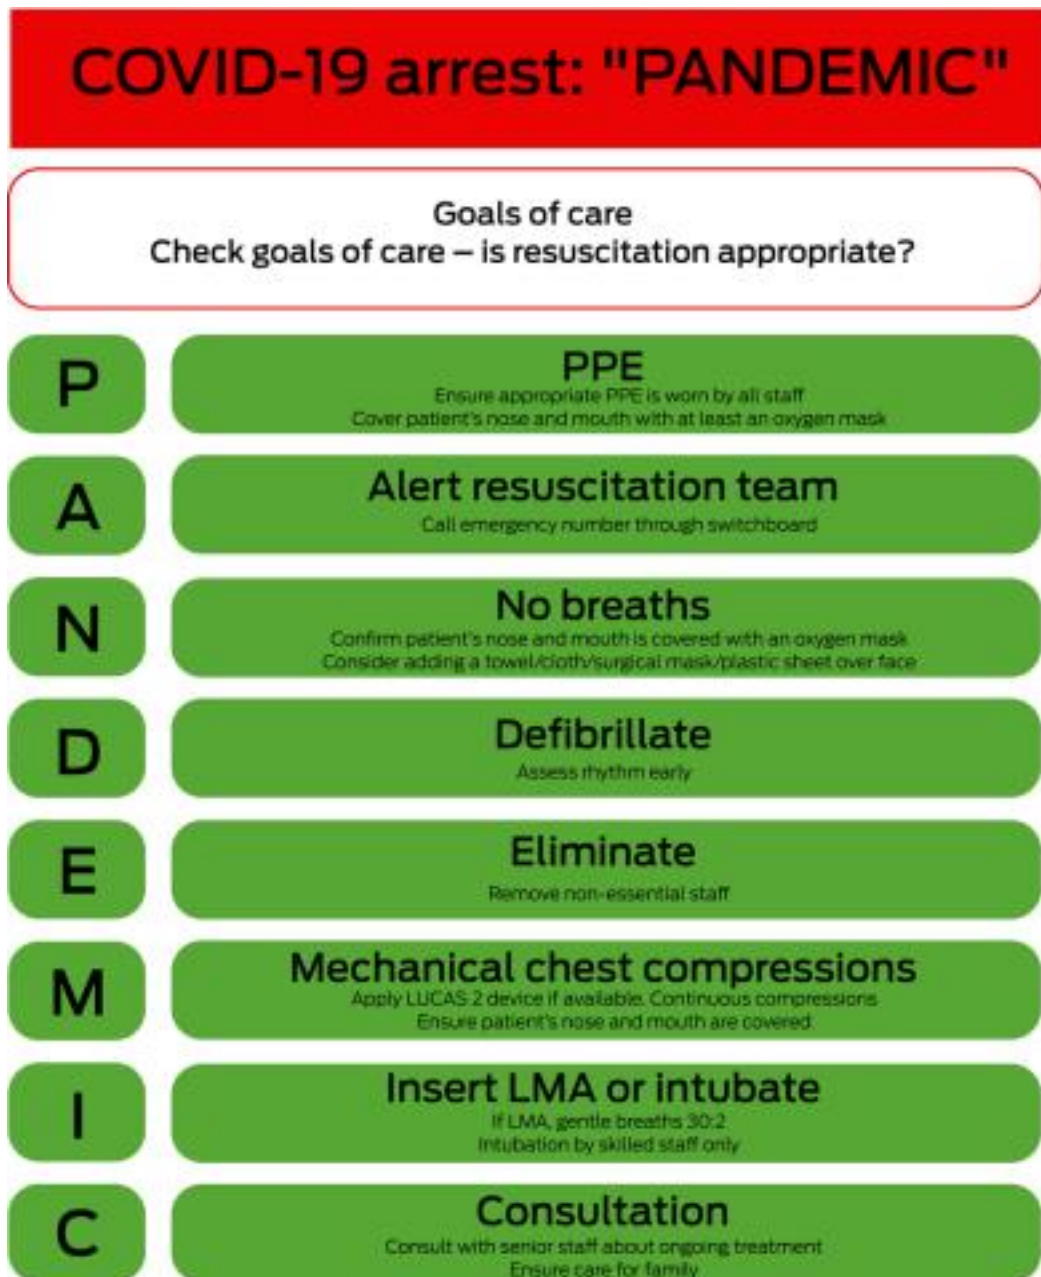 COVID-19 arrest: "PANDEMIC"
Goals of care
Check goals of care – is resuscitation appropriate?
P
PPE
Ensure appropriate PPE is worn by all staff
Cover patient's nose and mouth with at least an oxygen mask
A
Alert resuscitation team
Call emergency number through switchboard
N
No breaths
Confirm patient's nose and mouth is covered with an oxygen mask
Consider adding a towel/cloth/surgical mask/plastic sheet over face
D
Defibrillate
Assess rhythm early
E
Eliminate
Remove non-essential staff
M
Mechanical chest compressions
Apply LUCAS 2 device if available. Continuous compressions
Ensure patient's nose and mouth are covered
I
Insert LMA or intubate
If LMA, gentle breaths 30:2
Intubation by skilled staff only
C
Consultation
Consult with senior staff about ongoing treatment
Ensure care for family